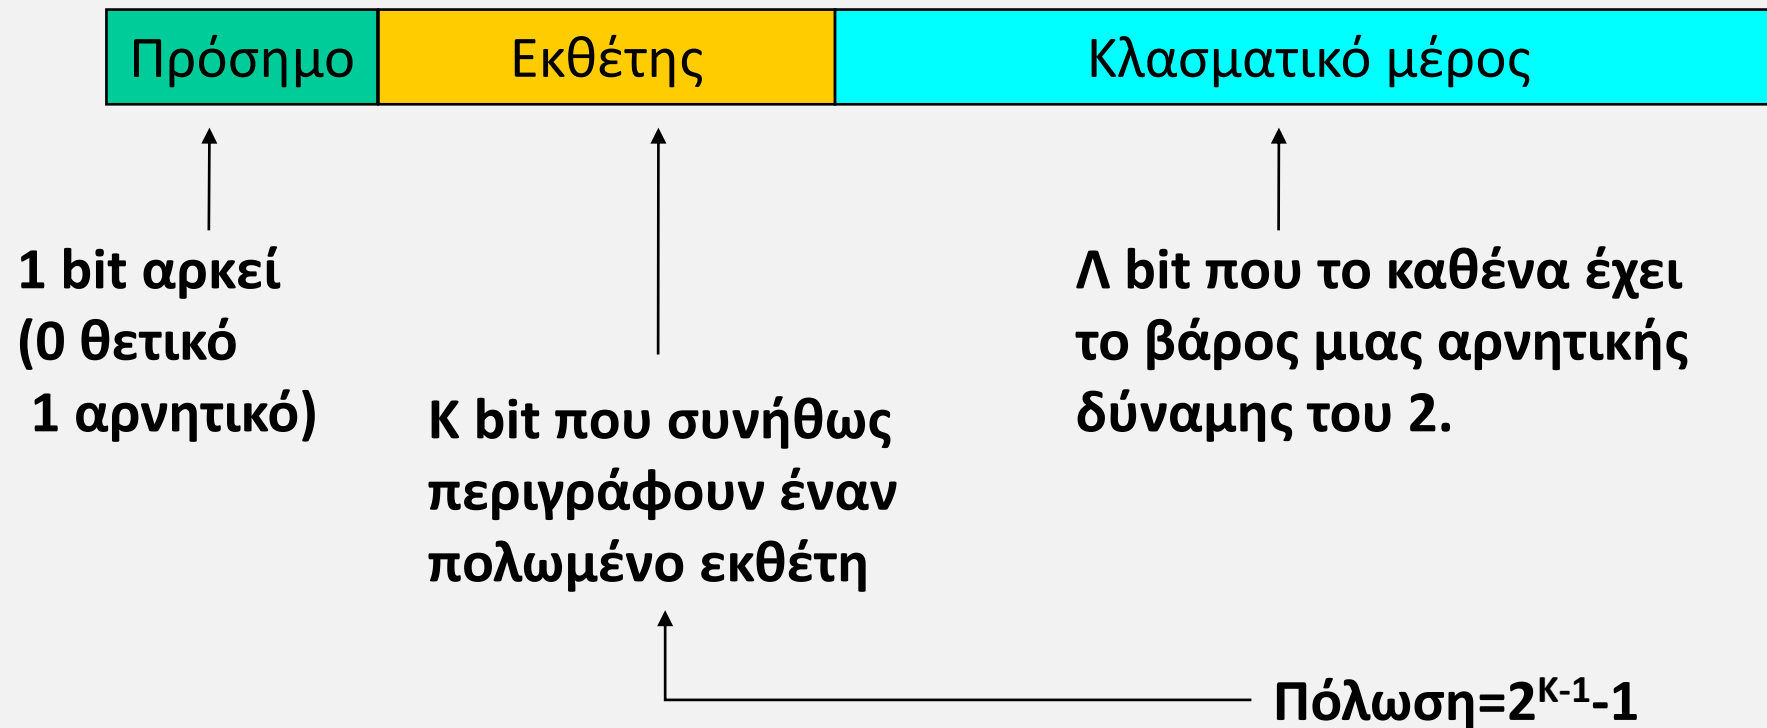 Πρόσημο
Εκθέτης
Κλασματικό μέρος
1 bit αρκεί
(0 θετικό
1 αρνητικό)
Κ bit που συνήθως
περιγράφουν έναν
πολωμένο εκθέτη
Λ bit που το καθένα έχει
το βάρος μιας αρνητικής
δύναμης του 2.
Πόλωση=2ᴷ⁻¹-1